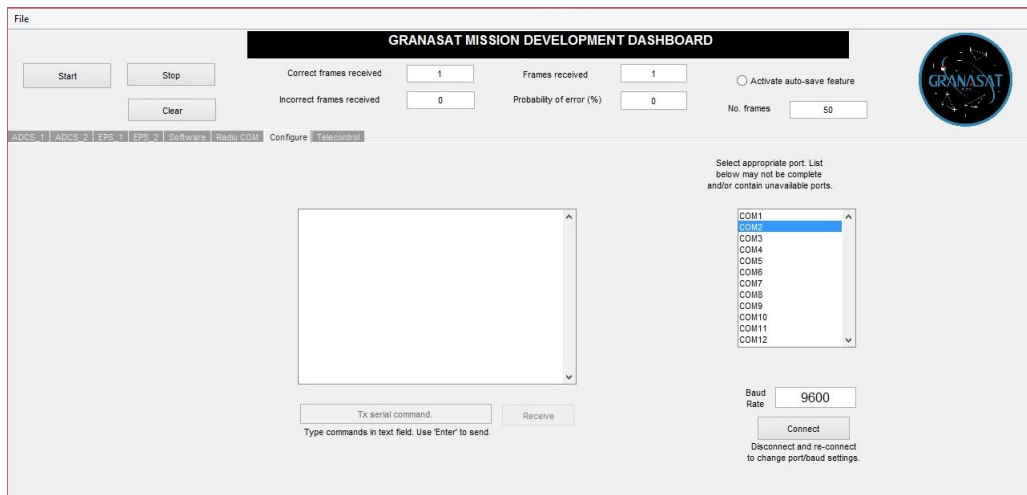 File
GRANASAT MISSION DEVELOPMENT DASHBOARD
Start
Stop
Clear
Correct frames received
1
Frames received
1
Incorrect frames received
0
Probability of error (%)
0
Activate auto-save feature
No. frames
50
GRANASAT
ADCS_1
ADCS_2
EPS_1
EPS_2
Software
Radio COM
Configure
Telecontrol
Select appropriate port. List
below may not be complete
and/or contain unavailable ports.
COM1
COM2
COM3
COM4
COM5
COM6
COM7
COM8
COM9
COM10
COM11
COM12
Tx serial command.
Receive
Type commands in text field. Use 'Enter' to send.
Baud
Rate
9600
Connect
Disconnect and re-connect
to change port/baud settings.